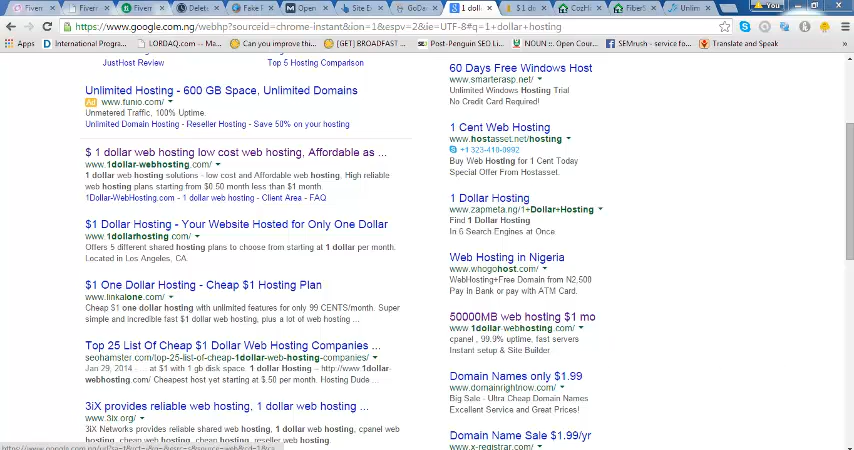 Fiverr
Fiverr
Fiverr
Delete
Fake F
Open
Site E
GoDa
1 doll
$1 do
CozHo
Fiber
Unlim
You
https://www.google.com.ng/webhp?sourceid=chrome-instant&ion=1&espv=2&ie=UTF-8#q=1+dollar+hosting
Apps
International Progra...
LORDAQ.com -- Ma...
Can you improve thi...
[GET] BROADFAST ...
Post-Penguin SEO Li...
NOUN :: Open Cour...
SEMrush - service fo...
Translate and Speak
JustHost Review
Top 5 Hosting Comparison
Unlimited Hosting - 600 GB Space, Unlimited Domains
Ad www.funio.com/
Unmetered Traffic, 100% Uptime.
Unlimited Domain Hosting - Reseller Hosting - Save 50% on your hosting
$ 1 dollar web hosting low cost web hosting, Affordable as ...
www.1dollar-webhosting.com/
1 dollar web hosting solutions - low cost and Affordable web hosting, High reliable
web hosting plans starting from $0.50 month less than $1 month.
1Dollar-WebHosting.com - 1 dollar web hosting - Client Area - FAQ
$1 Dollar Hosting - Your Website Hosted for Only One Dollar
www.1dollarhosting.com/
Offers 5 different shared hosting plans to choose from starting at 1 dollar per month.
Located in Los Angeles, CA.
$1 One Dollar Hosting - Cheap $1 Hosting Plan
www.linkalone.com/
Cheap $1 one dollar hosting with unlimited features for only 99 CENTS/month. Super
simple and incredible fast $1 dollar web hosting, plus a lot of web hosting ...
Top 25 List Of Cheap $1 Dollar Web Hosting Companies ...
seohamster.com/top-25-list-of-cheap-1dollar-web-hosting-companies/
Jan 29, 2014 - ... at $1 with 1 gb disk space. 1 dollar Hosting – http://www.1dollar-
webhosting.com/ Cheapest host yet starting at $.50 per month. Hosting Dude ...
3iX provides reliable web hosting, 1 dollar web hosting ...
www.3ix.org/
3iX Networks provides reliable shared web hosting, 1 dollar web hosting, cpanel web
hosting, cheap web hosting, cheap hosting, reseller web hosting.
60 Days Free Windows Host
www.smarterasp.net/
Unlimited Windows Hosting Trial
No Credit Card Required!
1 Cent Web Hosting
www.hostasset.net/hosting
+1 323-410-0992
Buy Web Hosting for 1 Cent Today
Special Offer From Hostasset.
1 Dollar Hosting
www.zapmeta.ng/1+Dollar+Hosting
Find 1 Dollar Hosting
In 6 Search Engines at Once
Web Hosting in Nigeria
www.whogohost.com/
WebHosting+Free Domain from N2,500
Pay In Bank or pay with ATM Card.
50000MB web hosting $1 mo
www.1dollar-webhosting.com/
cpanel , 99.9% uptime, fast servers
Instant setup & Site Builder
Domain Names only $1.99
www.domainrightnow.com/
Big Sale - Ultra Cheap Domain Names
Excellent Service and Great Prices!
Domain Name Sale $1.99/yr
www.x-registrar.com/